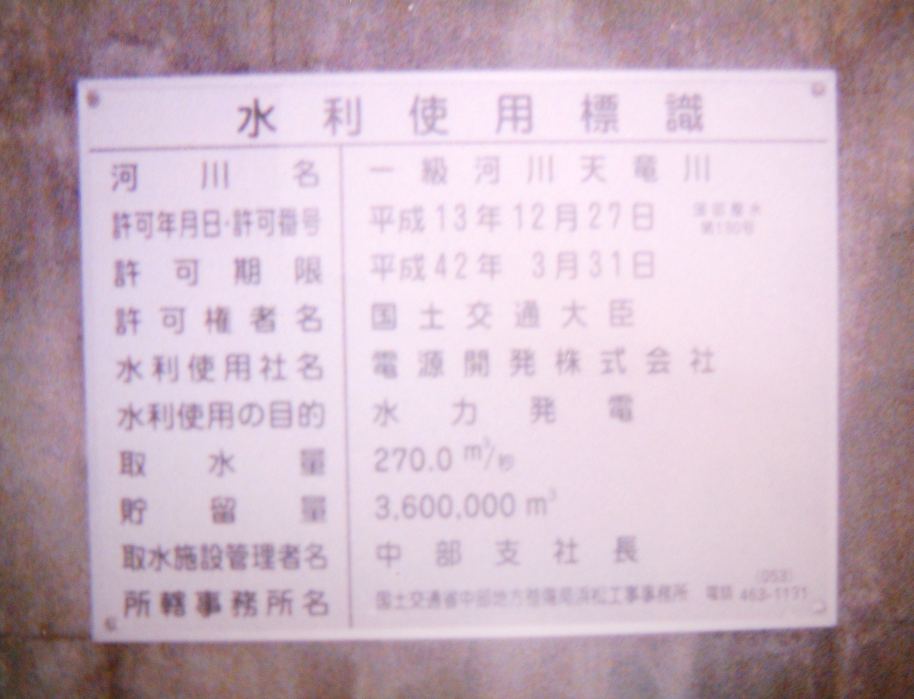 水利使用標識
河川名 一級河川天竜川
許可年月日・許可番号 平成13年12月27日
許可期限 平成42年 3月31日
許可権者名 国土交通大臣
水利使用社名 電源開発株式会社
水利使用の目的 水力発電
取水量 270.0 m³/秒
貯留量 3,600,000 m³
取水施設管理者名 中部支社長
所轄事務所名 国土交通省中部地方整備局浜松工事事務所 電話 (053) 463-1131